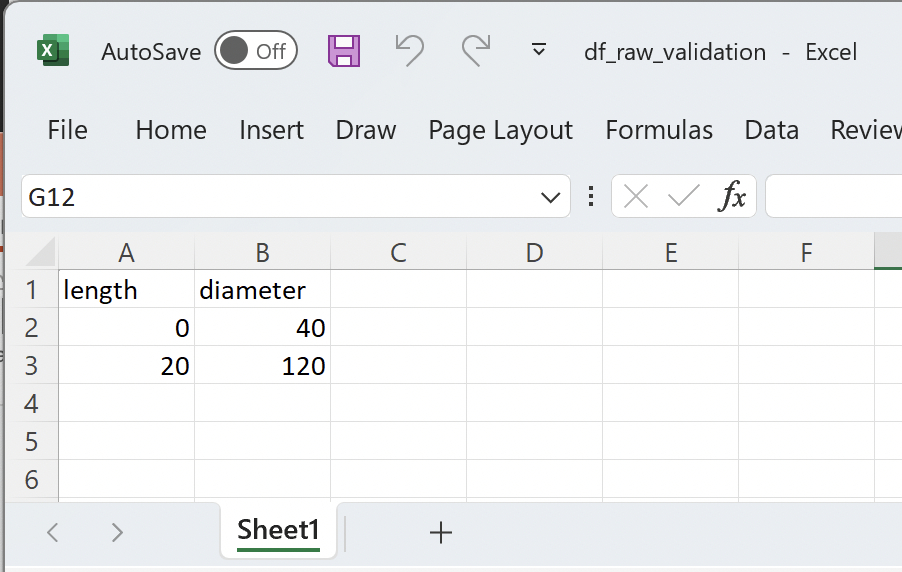 AutoSave Off df_raw_validation - Excel
File Home Insert Draw Page Layout Formulas Data Review
G12 fx
A B C D E F
1 length diameter
2 0 40
3 20 120
4
5
6
Sheet1